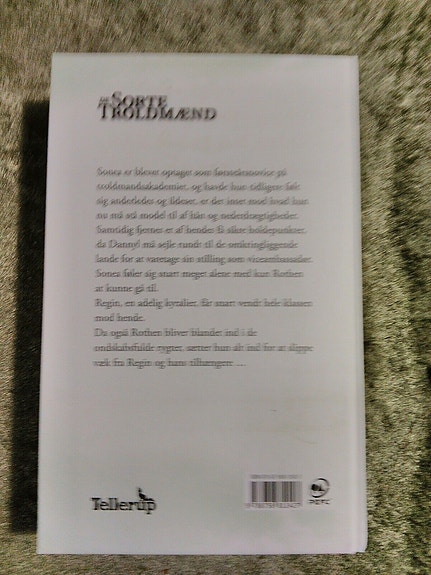 DE SORTE
TROLDMÆND
Sonea er blevet optaget som førsteårsnovice på
troldmandsakademiet, og havde hun tidligere følt
sig anderledes og ildeset, er det intet mod hvad hun
nu må stå model til af hån og nederdrægtigheder.
Samtidig fjernes et af hendes få sikre holdepunkter,
da Dannyl må sejle rundt til de omkringliggende
lande for at varetage sin stilling som viceambassadør.
Sonea føler sig snart meget alene med kun Rothen
at kunne gå til.
Regin, en adelig kyralier, får snart vendt hele klassen
mod hende.
Da også Rothen bliver blandet ind i de
ondskabsfulde rygter, sætter hun alt ind for at slippe
væk fra Regin og hans tilhængere ...
Tellerup